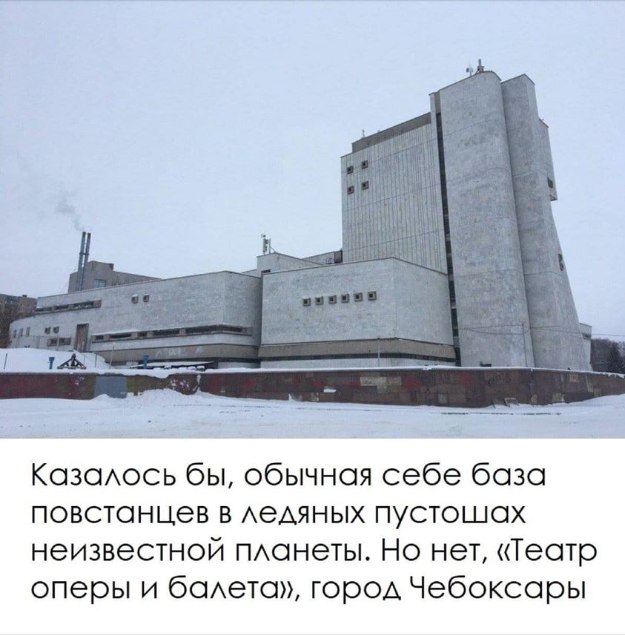 Казалось бы, обычная себе база
повстанцев в ледяных пустошах
неизвестной планеты. Но нет, «Театр
оперы и балета», город Чебоксары